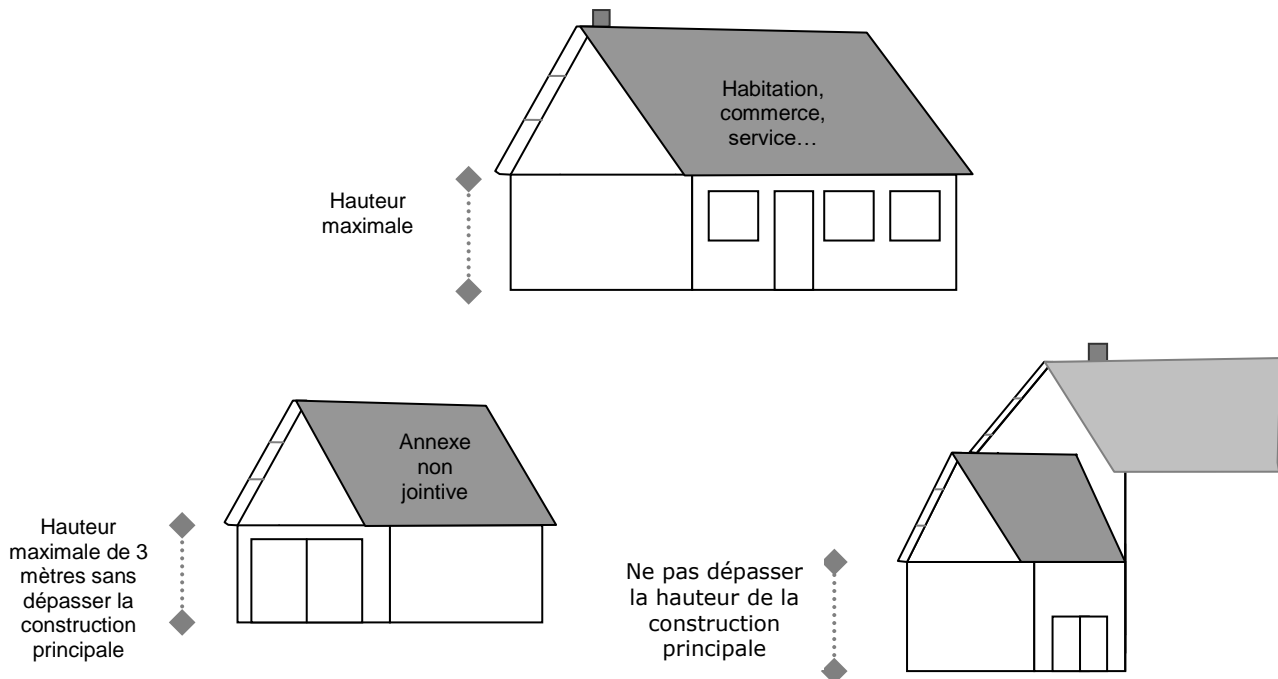 Habitation,
commerce,
service…
Hauteur
maximale
Annexe
non
jointive
Hauteur
maximale de 3
mètres sans
dépasser la
construction
principale
Ne pas dépasser
la hauteur de la
construction
principale